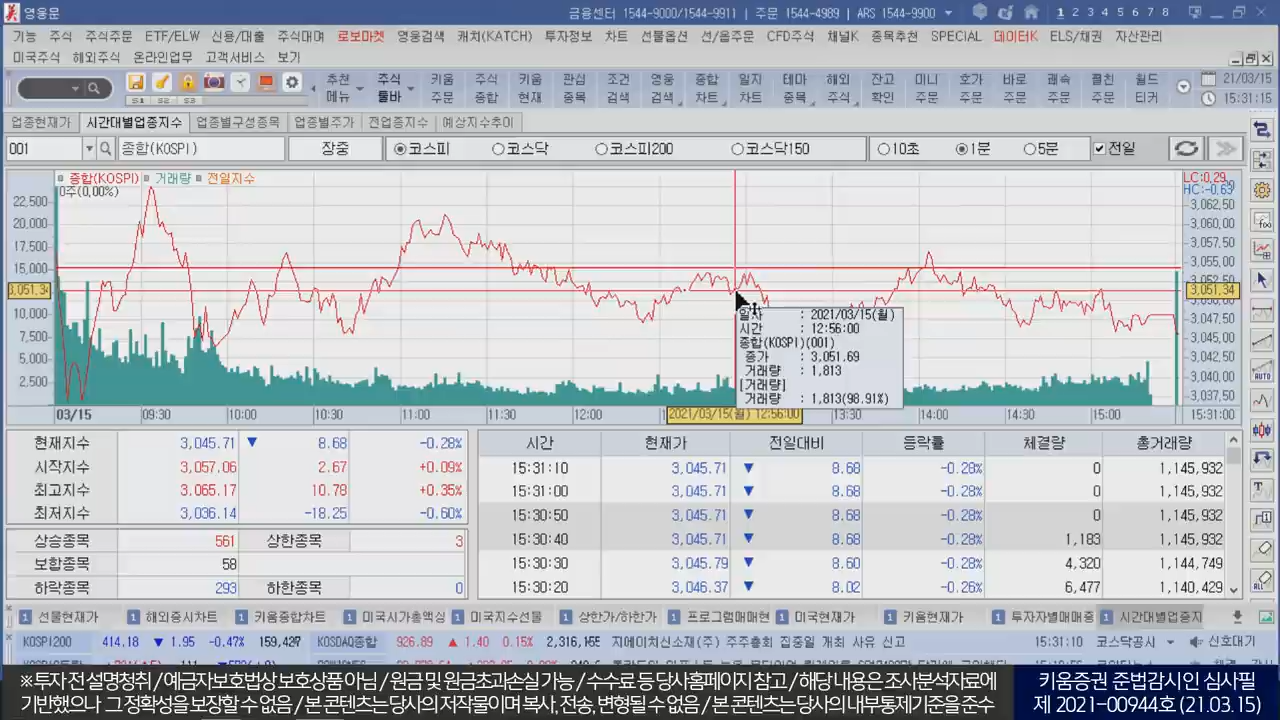 영웅문
금융센터 1544-9000/1544-9911 | 주문 1544-4989 | ARS 1544-9900
1 2 3 4 5 6 7 8
기능 주식 주식주문 ETF/ELW 신용/대출 주식매매 로보마켓 영웅검색 캐치(KATCH) 투자정보 차트 선물옵션 선/옵주문 CFD주식 채널K 종목추천 SPECIAL 데이터K ELS/채권 자산관리
미국주식 해외주식 온라인업무 고객서비스 보기
추천 메뉴 주식 툴바 키움 주문 주식 종합 키움 현재 관심 종목 조건 검색 영웅 검색 종합 차트 일지 차트 테마 종목 해외 주식 잔고 확인 미니 주문 호가 주문 바로 주문 쾌속 주문 클린 주문 월드 티커
S1 S2 S3
21/03/15
15:31:15
업종현재가 시간대별업종지수 업종별구성종목 업종별주가 전업종지수 예상지수추이
001 종합(KOSPI) 장중 코스피 코스닥 코스피200 코스닥150 10초 1분 5분 전일
종합(KOSPI) 거래량 전일지수
0주(0,00%)
LC:0,29
HC:-0,63
22,500
20,000
17,500
15,000
3,051,34
10,000
7,500
5,000
2,500
3,062,50
3,060,00
3,057,50
3,055,00
3,051,34
3,047,50
3,045,00
3,042,50
3,040,00
3,037,50
일자 : 2021/03/15(월)
시간 : 12:56:00
종합(KOSPI)(001)
종가 : 3,051.69
거래량 : 1,813
[거래량]
거래량 : 1,813(98.91%)
03/15 09:30 10:00 10:30 11:00 11:30 12:00 2021/03/15(월) 12:56:00 13:30 14:00 14:30 15:00 15:31:00
현재지수 3,045.71 ▼ 8.68 -0.28%
시작지수 3,057.06 2.67 +0.09%
최고지수 3,065.17 10.78 +0.35%
최저지수 3,036.14 -18.25 -0.60%
상승종목 561 상한종목 3
보합종목 58
하락종목 293 하한종목 0
시간 현재가 전일대비 등락률 체결량 총거래량
15:31:10 3,045.71 ▼ 8.68 -0.28% 0 1,145,932
15:31:00 3,045.71 ▼ 8.68 -0.28% 0 1,145,932
15:30:50 3,045.71 ▼ 8.68 -0.28% 0 1,145,932
15:30:40 3,045.71 ▼ 8.68 -0.28% 1,183 1,145,932
15:30:30 3,045.79 ▼ 8.60 -0.28% 4,320 1,144,749
15:30:20 3,046.37 ▼ 8.02 -0.26% 6,477 1,140,429
1 선물현재가 1 해외증시차트 1 키움종합차트 1 미국시가총액싱 1 미국지수선물 1 상한가/하한가 1 프로그램매매현 1 미국현재가 1 키움현재가 1 투자자별매매종 1 시간대별업종지
KOSPI200 414,18 ▼ 1.95 -0.47% 159,427 KOSDAQ종합 926.89 ▲ 1.40 0.15% 2,316,155 지메이치신소재(주) 주주총회 집중일 개최 사유 신고 15:31:10 코스닥공시 신호대기
※ 투자 전 설명청취 / 예금자보호법상 보호상품 아님 / 원금 및 원금초과손실 가능 / 수수료 등 당사홈페이지 참고 / 해당 내용은 조사분석자료에
기반했으나 그 정확성을 보장할 수 없음 / 본 콘텐츠는 당사의 저작물이며 복사, 전송, 변형될 수 없음 / 본 콘텐츠는 당사의 내부통제기준을 준수
키움증권 준법감시인 심사필
제 2021-00944호 (21.03.15)